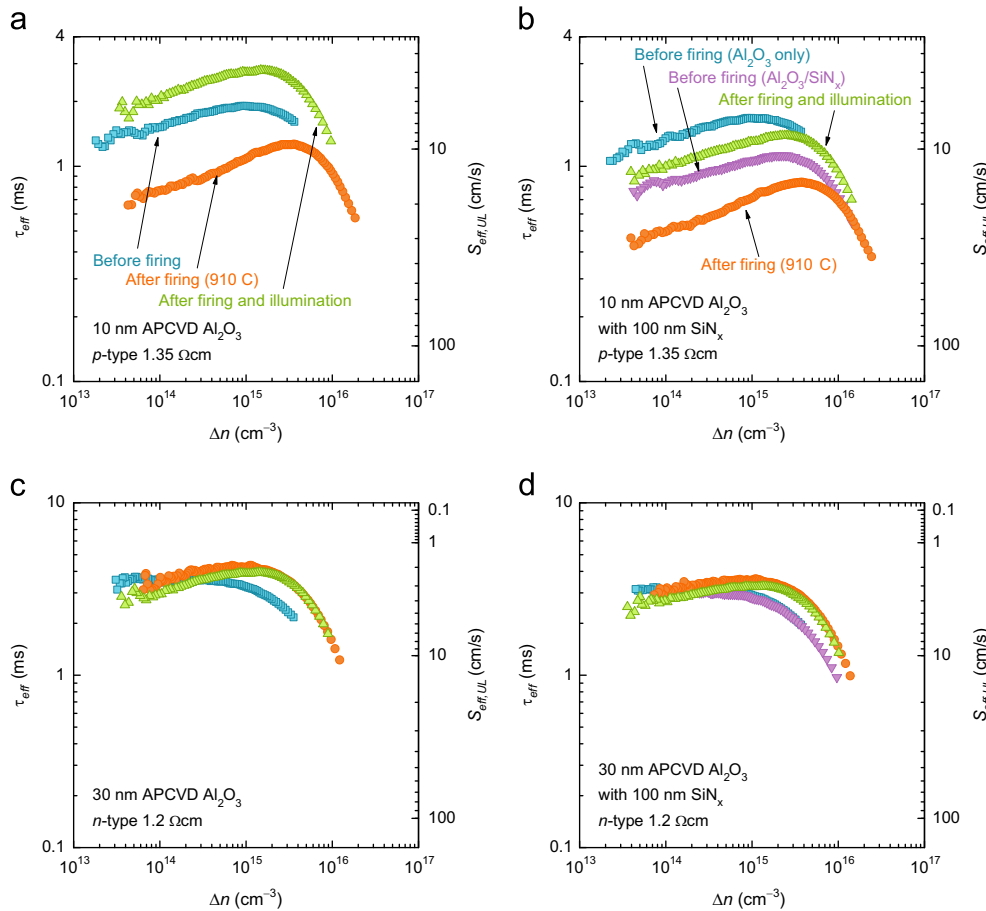 a
b
4
1
0.1
τeff (ms)
10^13
10^14
10^15
10^16
10^17
Δn (cm⁻³)
10
100
Seff,UL (cm/s)
Before firing
After firing (910 C)
After firing and illumination
10 nm APCVD Al₂O₃
p-type 1.35 Ωcm
4
1
0.1
τeff (ms)
10^13
10^14
10^15
10^16
10^17
Δn (cm⁻³)
10
100
Seff,UL (cm/s)
Before firing (Al₂O₃ only)
Before firing (Al₂O₃/SiNₓ)
After firing and illumination
After firing (910 C)
10 nm APCVD Al₂O₃
with 100 nm SiNₓ
p-type 1.35 Ωcm
c
d
10
1
0.1
τeff (ms)
10^13
10^14
10^15
10^16
10^17
Δn (cm⁻³)
0.1
1
10
100
Seff,UL (cm/s)
30 nm APCVD Al₂O₃
n-type 1.2 Ωcm
10
1
0.1
τeff (ms)
10^13
10^14
10^15
10^16
10^17
Δn (cm⁻³)
0.1
1
10
100
Seff,UL (cm/s)
30 nm APCVD Al₂O₃
with 100 nm SiNₓ
n-type 1.2 Ωcm